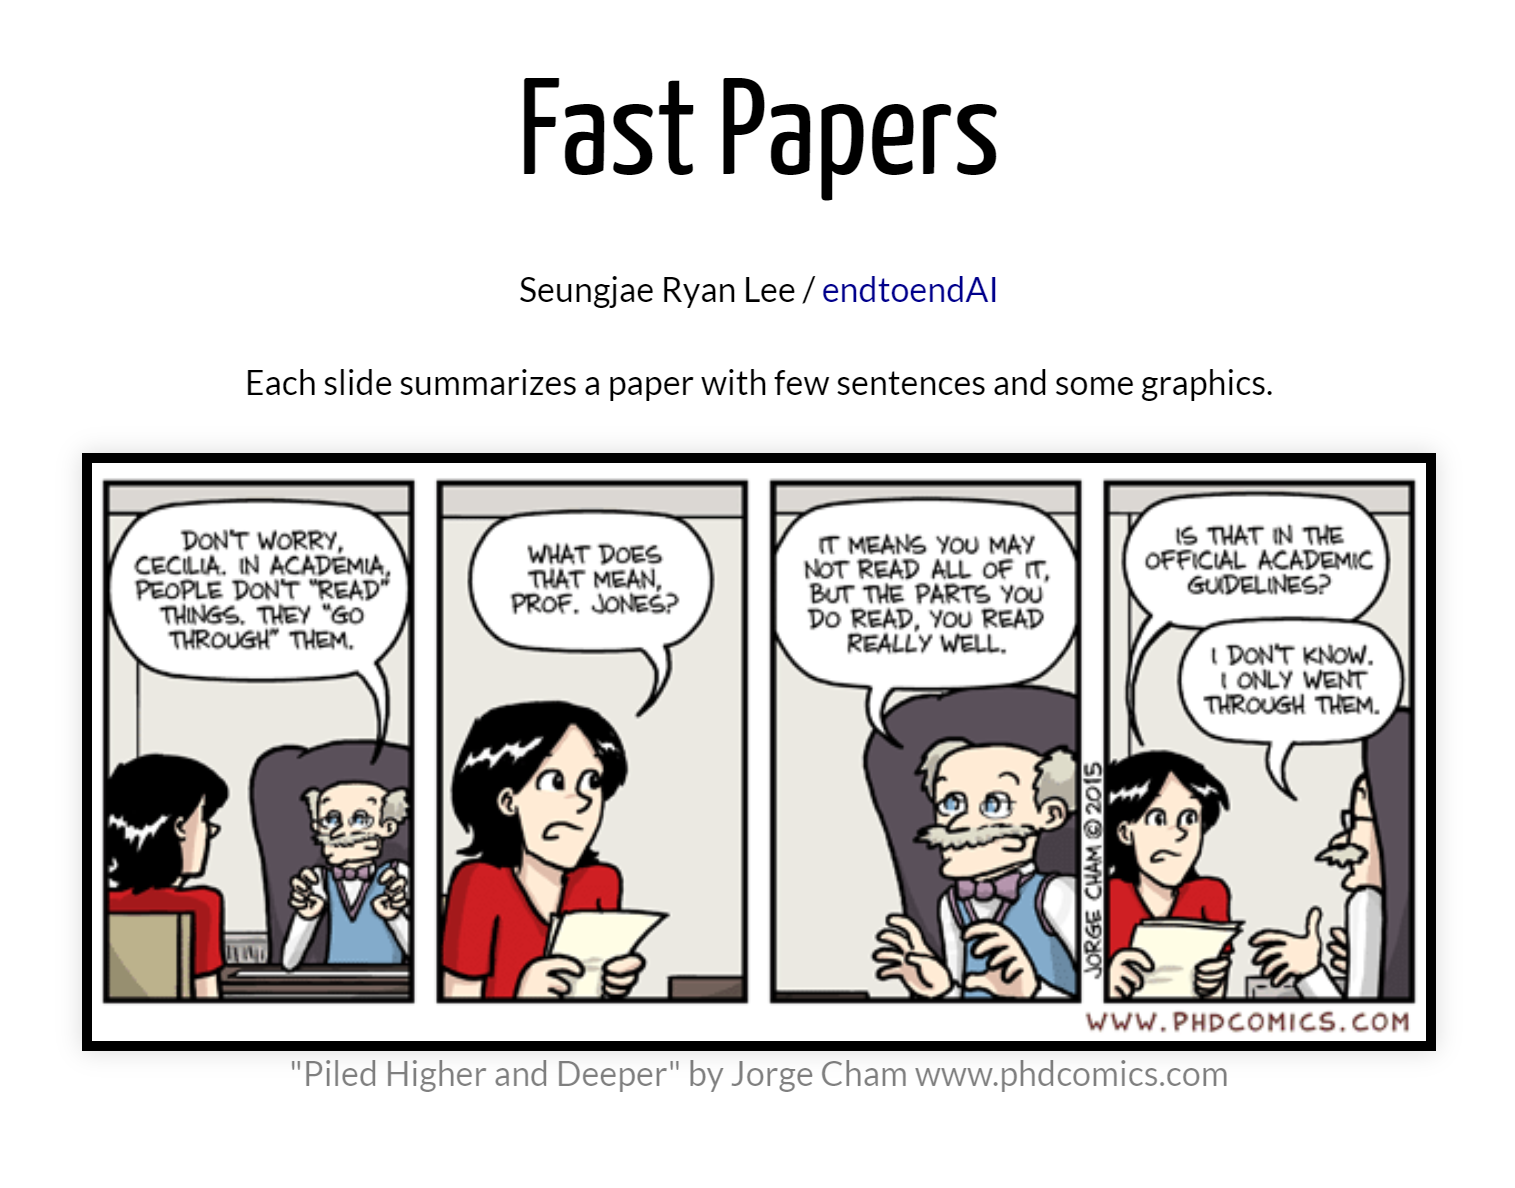 Fast Papers
Seungjae Ryan Lee / endtoendAI
Each slide summarizes a paper with few sentences and some graphics.
DON'T WORRY,
CECILIA. IN ACADEMIA,
PEOPLE DON'T "READ"
THINGS. THEY "GO
THROUGH" THEM.
WHAT DOES
THAT MEAN,
PROF. JONES?
IT MEANS YOU MAY
NOT READ ALL OF IT,
BUT THE PARTS YOU
DO READ, YOU READ
REALLY WELL.
IS THAT IN THE
OFFICIAL ACADEMIC
GUIDELINES?
I DON'T KNOW.
I ONLY WENT
THROUGH THEM.
JORGE CHAM © 2015
WWW.PHDCOMICS.COM
"Piled Higher and Deeper" by Jorge Cham www.phdcomics.com